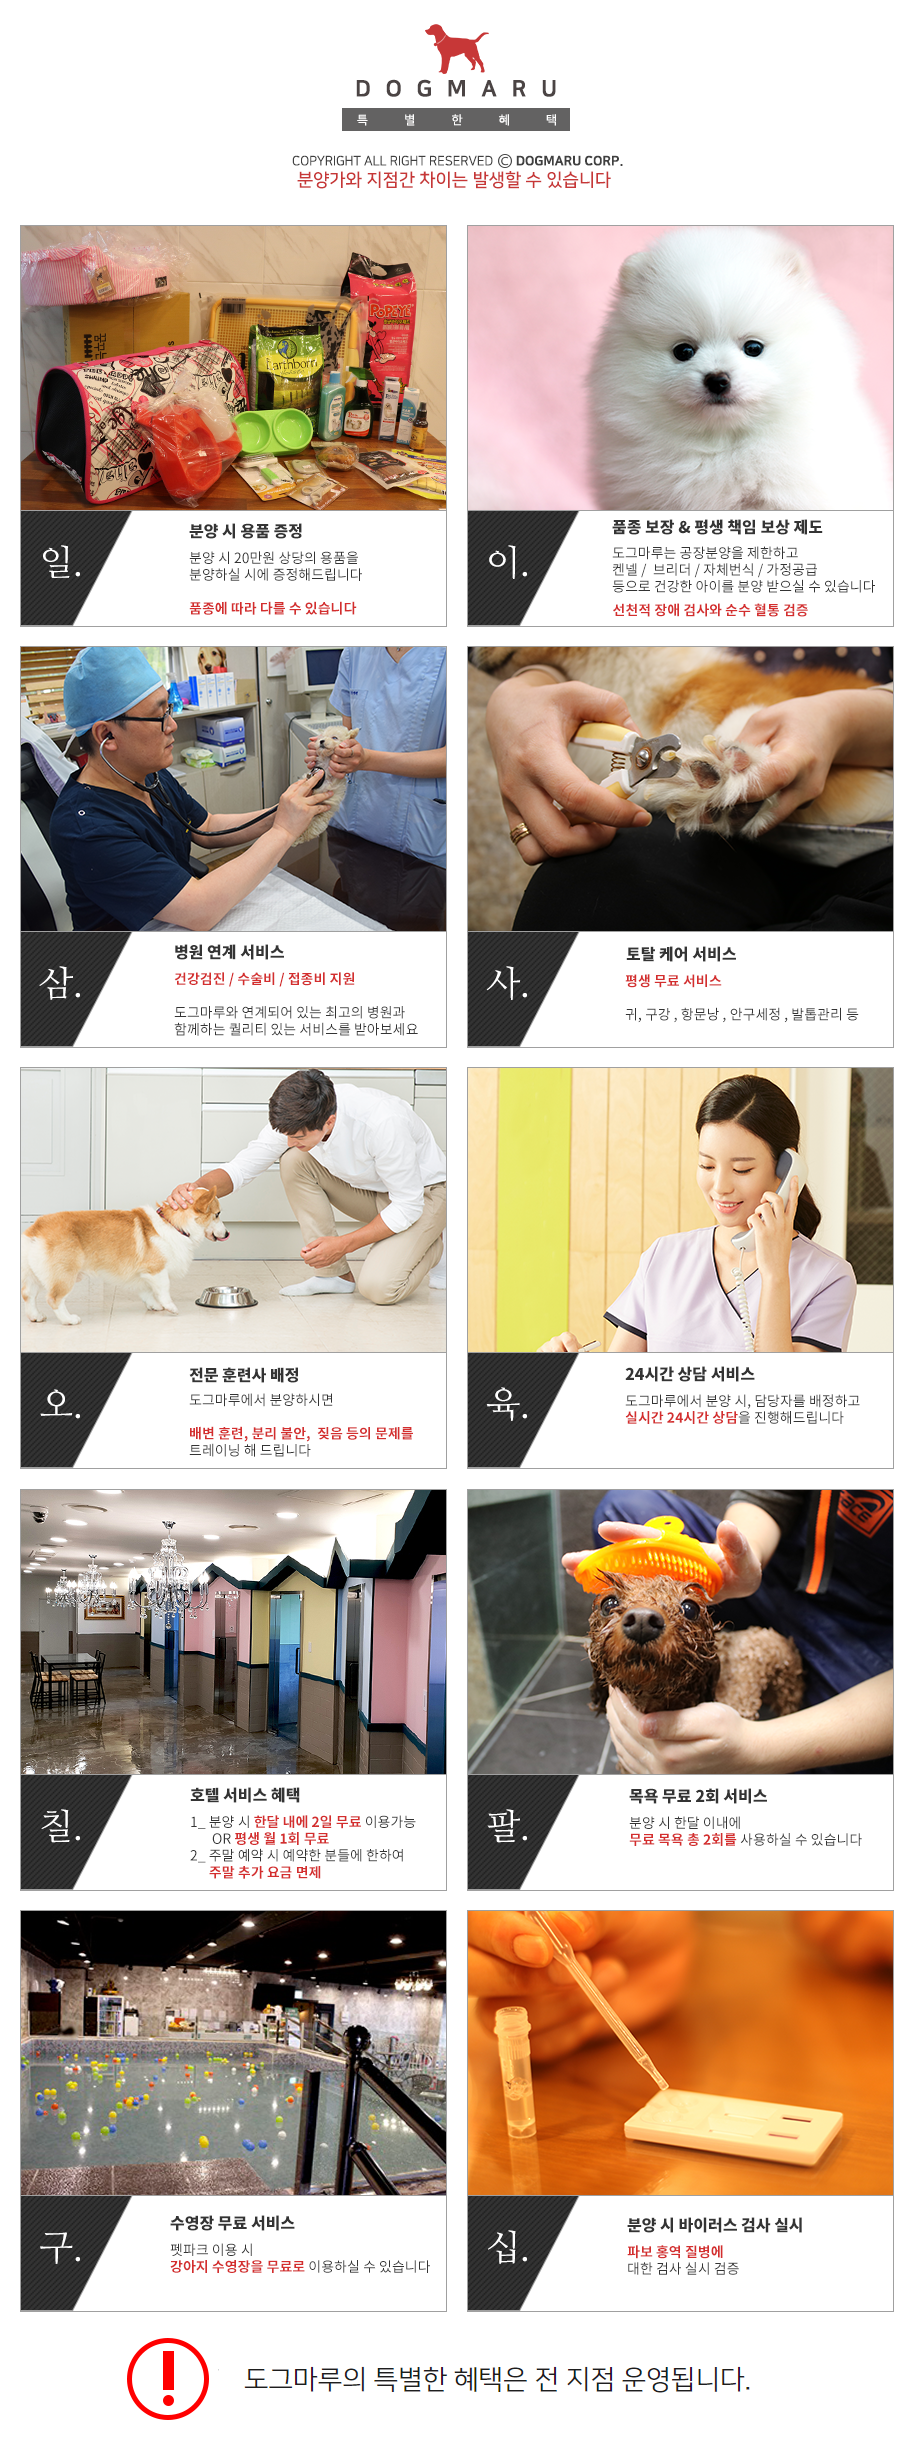 DOGMARU
특별한혜택
COPYRIGHT ALL RIGHT RESERVED ⓒ DOGMARU CORP.
분양가와 지점간 차이는 발생할 수 있습니다
POPEYE
Earthborn
일.
분양 시 용품 증정
분양 시 20만원 상당의 용품을
분양하실 시에 증정해드립니다
품종에 따라 다를 수 있습니다
이.
품종 보장 & 평생 책임 보상 제도
도그마루는 공장분양을 제한하고
켄넬 / 브리더 / 자체번식 / 가정공급
등으로 건강한 아이를 분양 받으실 수 있습니다
선천적 장애 검사와 순수 혈통 검증
삼.
병원 연계 서비스
건강검진 / 수술비 / 접종비 지원
도그마루와 연계되어 있는 최고의 병원과
함께하는 퀄리티 있는 서비스를 받아보세요
사.
토탈 케어 서비스
평생 무료 서비스
귀, 구강 , 항문낭 , 안구세정 , 발톱관리 등
오.
전문 훈련사 배정
도그마루에서 분양하시면
배변 훈련, 분리 불안, 짖음 등의 문제를
트레이닝 해 드립니다
육.
24시간 상담 서비스
도그마루에서 분양 시, 담당자를 배정하고
실시간 24시간 상담을 진행해드립니다
칠.
호텔 서비스 혜택
1_ 분양 시 한달 내에 2일 무료 이용가능
OR 평생 월 1회 무료
2_ 주말 예약 시 예약한 분들에 한하여
주말 추가 요금 면제
팔.
목욕 무료 2회 서비스
분양 시 한달 이내에
무료 목욕 총 2회를 사용하실 수 있습니다
구.
수영장 무료 서비스
펫파크 이용 시
강아지 수영장을 무료로 이용하실 수 있습니다
십.
분양 시 바이러스 검사 실시
파보 홍역 질병에
대한 검사 실시 검증
도그마루의 특별한 혜택은 전 지점 운영됩니다.